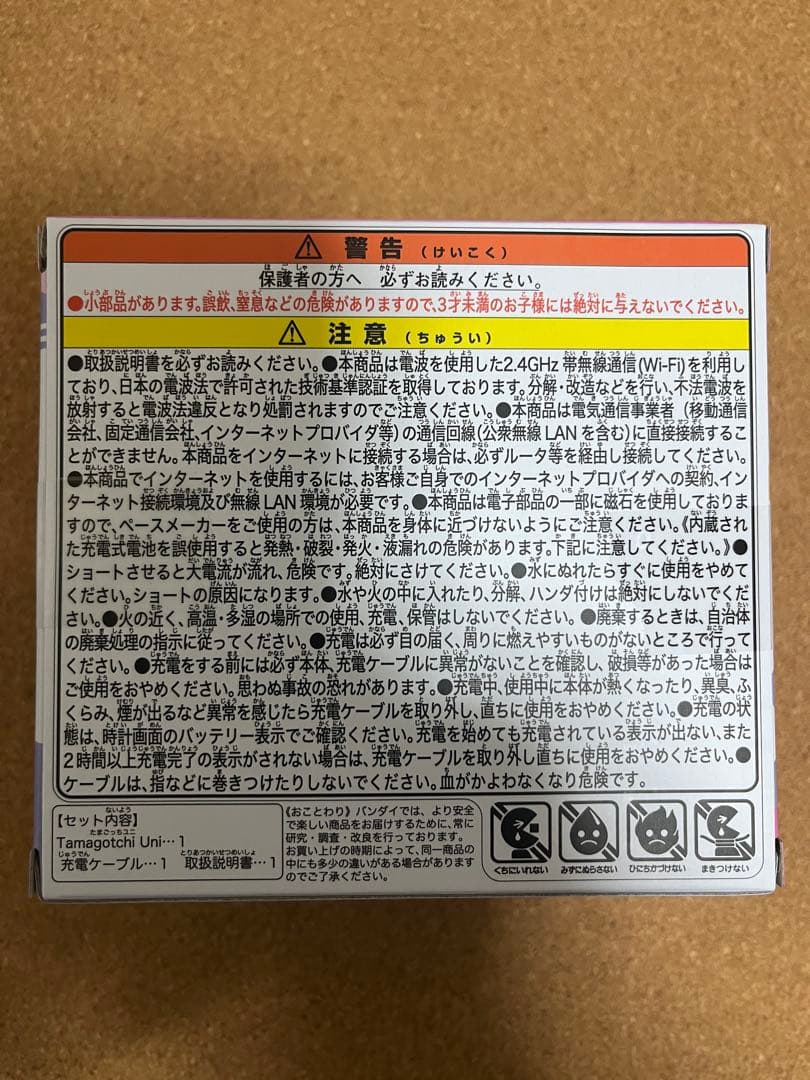 ⚠ 警告 (けいこく)
保護者の方へ 必ずお読みください。
●小部品があります。誤飲、窒息などの危険がありますので、3才未満のお子様には絶対に与えないでください。
⚠ 注意 (ちゅうい)
●取扱説明書を必ずお読みください。●本商品は電波を使用した2.4GHz 帯無線通信(Wi-Fi)を利用し
ており、日本の電波法で許可された技術基準認証を取得しております。分解・改造などを行い、不法電波を
放射すると電波法違反となり処罰されますのでご注意ください。●本商品は電気通信事業者(移動通信
会社、固定通信会社、インターネットプロバイダ等)の通信回線(公衆無線 LANを含む)に直接接続するこ
とができません。本商品をインターネットに接続する場合は、必ずルータ等を経由し接続してください。
●本商品でインターネットを使用するには、お客様ご自身でのインターネットプロバイダへの契約、イン
ターネット接続環境及び無線 LAN 環境が必要です。●本商品は電子部品の一部に磁石を使用しておりま
すので、ペースメーカーをご使用の方は、本商品を身体に近づけないようにご注意ください。《内蔵され
た充電式電池を誤使用すると発熱・破裂・発火・液漏れの危険があります。下記に注意してください。》●
ショートさせると大電流が流れ、危険です。絶対にさけてください。●水にぬれたらすぐに使用をやめて
ください。ショートの原因になります。●水や火の中に入れたり、分解、ハンダ付けは絶対にしないでくだ
さい。●火の近く、高温・多湿の場所での使用、充電、保管はしないでください。●廃棄するときは、自治体
の廃棄処理の指示に従ってください。●充電は必ず目の届く、周りに燃えやすいものがないところで行って
ください。●充電をする前には必ず本体、充電ケーブルに異常がないことを確認し、破損等があった場合は
ご使用をおやめください。思わぬ事故の恐れがあります。●充電中、使用中に本体が熱くなったり、異臭、ふ
くらみ、煙が出るなど異常を感じたら充電ケーブルを取り外し、直ちに使用をおやめください。●充電の状
態は、時計画面のバッテリー表示でご確認ください。充電を始めても充電されている表示が出ない、また
2時間以上充電完了の表示がされない場合は、充電ケーブルを取り外し直ちに使用をおやめください。●
ケーブルは、指などに巻きつけたりしないでください。血がかよわなくなり危険です。
【セット内容】
Tamagotchi Uni…1
充電ケーブル…1 取扱説明書…1
《おことわり》バンダイでは、より安全
で楽しい商品をお届けするために、常に
研究・調査・改良を行っております。
お買い上げの時期によって、同一商品の
中にも多少の違いがある場合があります
のでご了承ください。
くちにいれない みずにぬらさない ひにちかづけない まきつけない